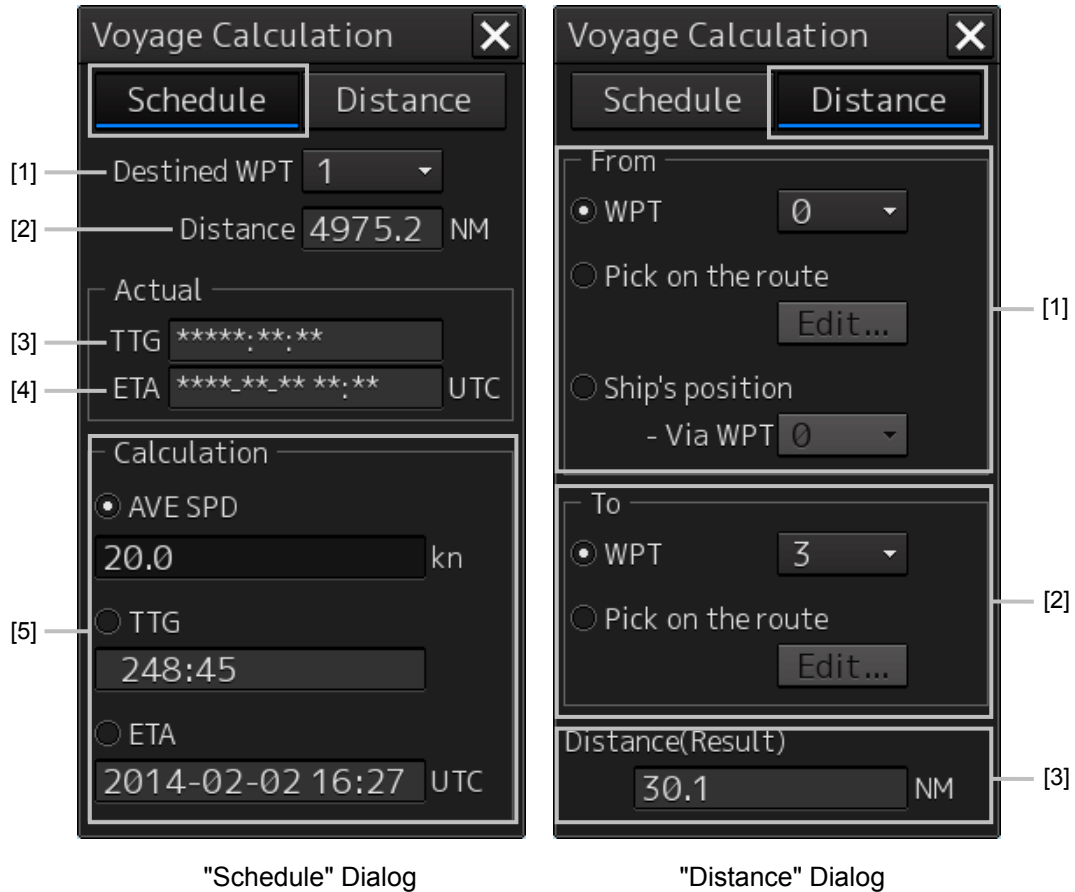 Voyage Calculation
Schedule Distance
[1] Destined WPT 1
[2] Distance 4975.2 NM
Actual
[3] TTG *****:**:**
[4] ETA ****-**-** **:** UTC
Calculation
AVE SPD
20.0 kn
[5] TTG
248:45
ETA
2014-02-02 16:27 UTC
"Schedule" Dialog
Voyage Calculation
Schedule Distance
From
WPT 0
Pick on the route
Edit... [1]
Ship's position
- Via WPT 0
To
WPT 3
[2]
Pick on the route
Edit...
Distance(Result)
30.1 NM [3]
"Distance" Dialog